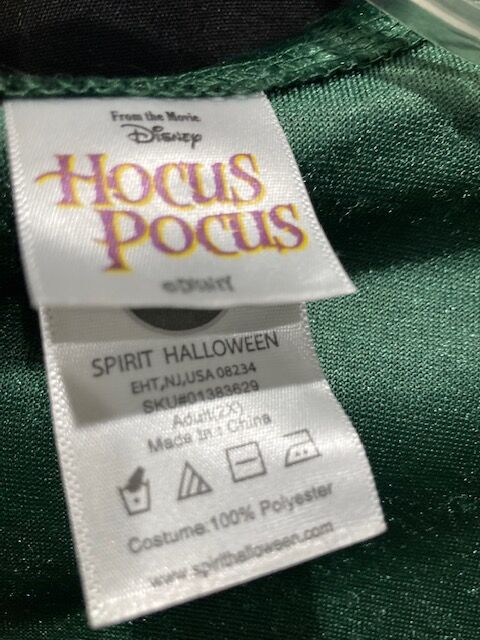 From the Movie
Disney
HOCUS
POCUS
©DISNEY
SPIRIT HALLOWEEN
EHT,NJ,USA 08234
SKU#01383629
Adult(2X)
Made in : China
Costume:100% Polyester
www.spirithalloween.com